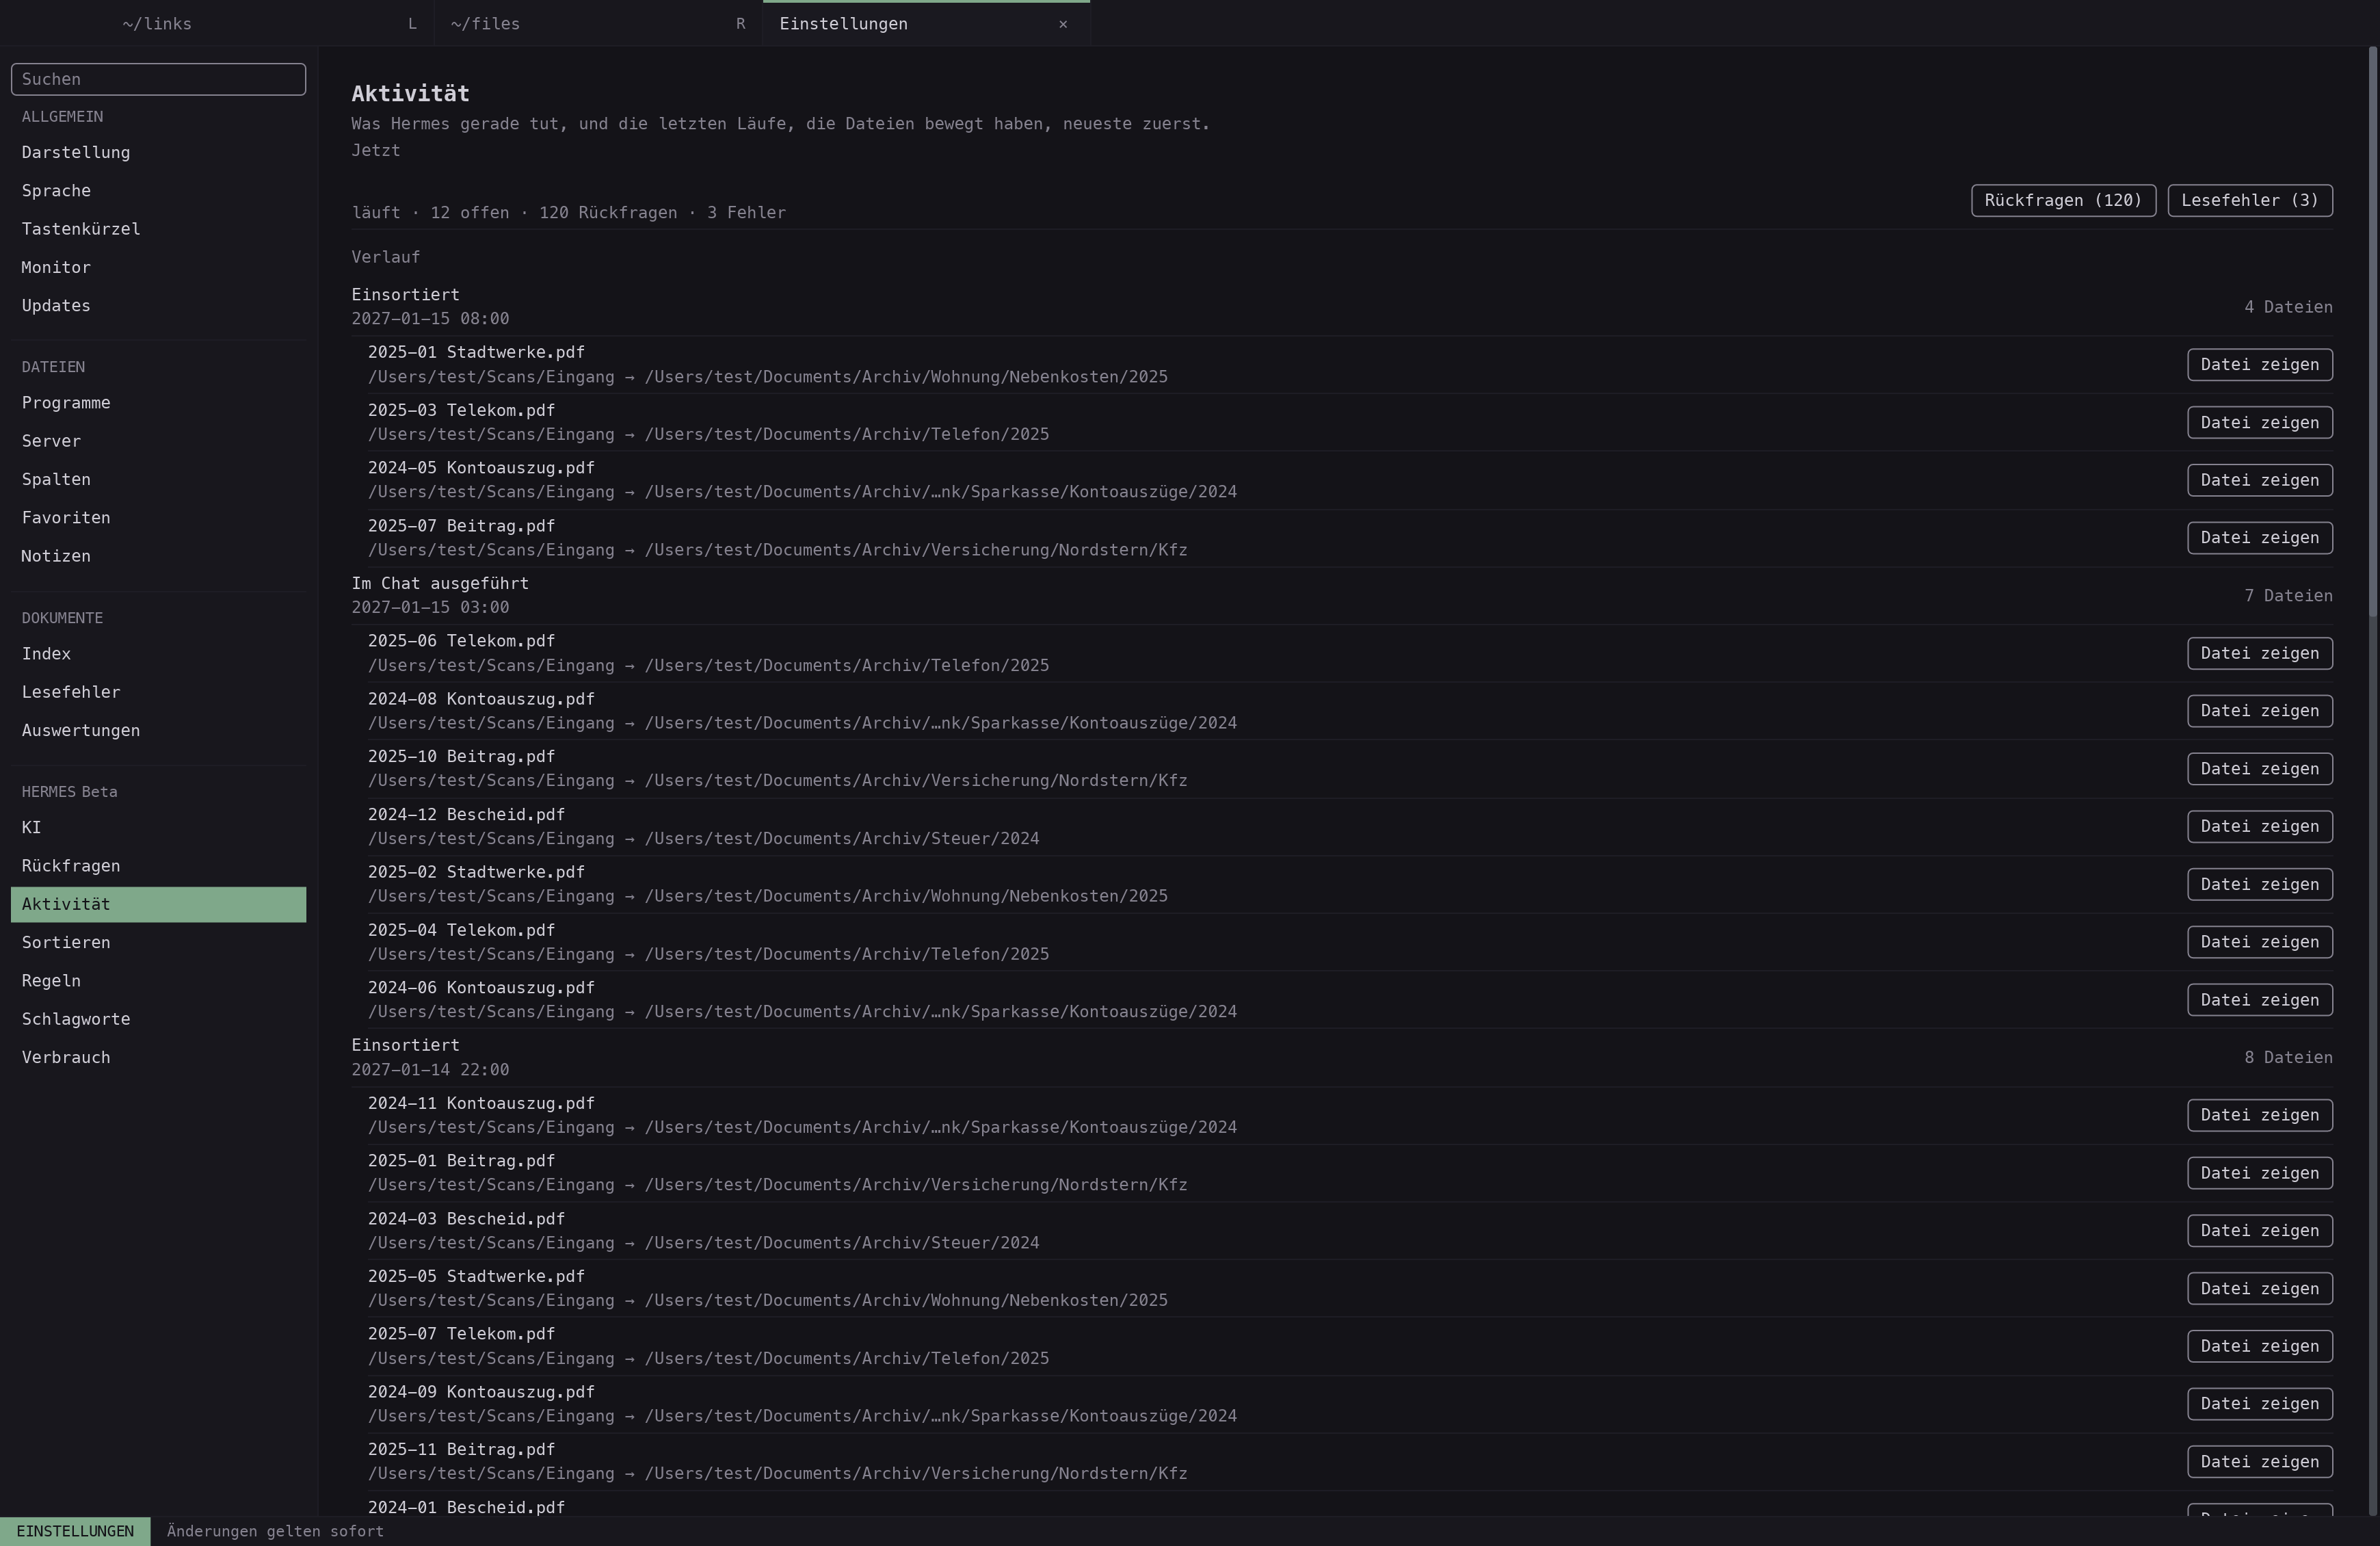 ~/links L ~/files R Einstellungen ×
Suchen
ALLGEMEIN
Darstellung
Sprache
Tastenkürzel
Monitor
Updates
DATEIEN
Programme
Server
Spalten
Favoriten
Notizen
DOKUMENTE
Index
Lesefehler
Auswertungen
HERMES Beta
KI
Rückfragen
Aktivität
Sortieren
Regeln
Schlagworte
Verbrauch
Aktivität
Was Hermes gerade tut, und die letzten Läufe, die Dateien bewegt haben, neueste zuerst.
Jetzt
läuft · 12 offen · 120 Rückfragen · 3 Fehler
Rückfragen (120) Lesefehler (3)
Verlauf
Einsortiert
2027-01-15 08:00
4 Dateien
2025-01 Stadtwerke.pdf
/Users/test/Scans/Eingang → /Users/test/Documents/Archiv/Wohnung/Nebenkosten/2025
Datei zeigen
2025-03 Telekom.pdf
/Users/test/Scans/Eingang → /Users/test/Documents/Archiv/Telefon/2025
Datei zeigen
2024-05 Kontoauszug.pdf
/Users/test/Scans/Eingang → /Users/test/Documents/Archiv/…nk/Sparkasse/Kontoauszüge/2024
Datei zeigen
2025-07 Beitrag.pdf
/Users/test/Scans/Eingang → /Users/test/Documents/Archiv/Versicherung/Nordstern/Kfz
Datei zeigen
Im Chat ausgeführt
2027-01-15 03:00
7 Dateien
2025-06 Telekom.pdf
/Users/test/Scans/Eingang → /Users/test/Documents/Archiv/Telefon/2025
Datei zeigen
2024-08 Kontoauszug.pdf
/Users/test/Scans/Eingang → /Users/test/Documents/Archiv/…nk/Sparkasse/Kontoauszüge/2024
Datei zeigen
2025-10 Beitrag.pdf
/Users/test/Scans/Eingang → /Users/test/Documents/Archiv/Versicherung/Nordstern/Kfz
Datei zeigen
2024-12 Bescheid.pdf
/Users/test/Scans/Eingang → /Users/test/Documents/Archiv/Steuer/2024
Datei zeigen
2025-02 Stadtwerke.pdf
/Users/test/Scans/Eingang → /Users/test/Documents/Archiv/Wohnung/Nebenkosten/2025
Datei zeigen
2025-04 Telekom.pdf
/Users/test/Scans/Eingang → /Users/test/Documents/Archiv/Telefon/2025
Datei zeigen
2024-06 Kontoauszug.pdf
/Users/test/Scans/Eingang → /Users/test/Documents/Archiv/…nk/Sparkasse/Kontoauszüge/2024
Datei zeigen
Einsortiert
2027-01-14 22:00
8 Dateien
2024-11 Kontoauszug.pdf
/Users/test/Scans/Eingang → /Users/test/Documents/Archiv/…nk/Sparkasse/Kontoauszüge/2024
Datei zeigen
2025-01 Beitrag.pdf
/Users/test/Scans/Eingang → /Users/test/Documents/Archiv/Versicherung/Nordstern/Kfz
Datei zeigen
2024-03 Bescheid.pdf
/Users/test/Scans/Eingang → /Users/test/Documents/Archiv/Steuer/2024
Datei zeigen
2025-05 Stadtwerke.pdf
/Users/test/Scans/Eingang → /Users/test/Documents/Archiv/Wohnung/Nebenkosten/2025
Datei zeigen
2025-07 Telekom.pdf
/Users/test/Scans/Eingang → /Users/test/Documents/Archiv/Telefon/2025
Datei zeigen
2024-09 Kontoauszug.pdf
/Users/test/Scans/Eingang → /Users/test/Documents/Archiv/…nk/Sparkasse/Kontoauszüge/2024
Datei zeigen
2025-11 Beitrag.pdf
/Users/test/Scans/Eingang → /Users/test/Documents/Archiv/Versicherung/Nordstern/Kfz
Datei zeigen
2024-01 Bescheid.pdf
EINSTELLUNGEN Änderungen gelten sofort